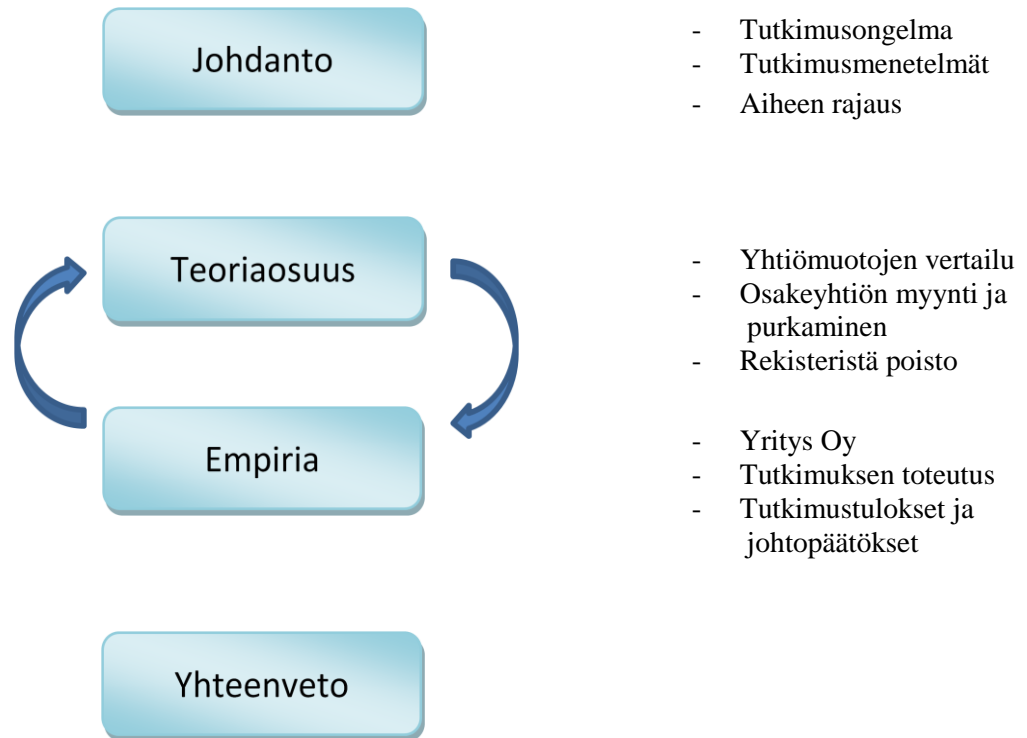 Johdanto
- Tutkimusongelma
- Tutkimusmenetelmät
- Aiheen rajaus
Teoriaosuus
- Yhtiömuotojen vertailu
- Osakeyhtiön myynti ja
purkaminen
- Rekisteristä poisto
Empiria
- Yritys Oy
- Tutkimuksen toteutus
- Tutkimustulokset ja
johtopäätökset
Yhteenveto